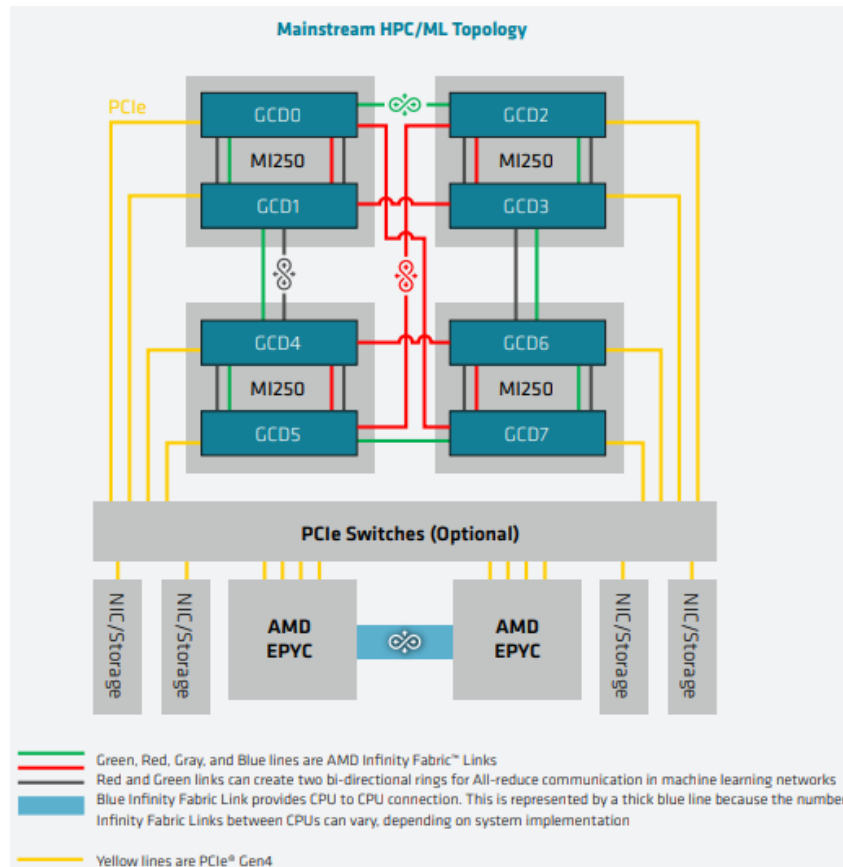 Mainstream HPC/ML Topology
PCIe
GCD0
GCD2
MI250
MI250
GCD1
GCD3
GCD4
GCD6
MI250
MI250
GCD5
GCD7
PCIe Switches (Optional)
NIC/Storage
NIC/Storage
AMD
EPYC
AMD
EPYC
NIC/Storage
NIC/Storage
Green, Red, Gray, and Blue lines are AMD Infinity Fabric™ Links
Red and Green links can create two bi-directional rings for All-reduce communication in machine learning networks
Blue Infinity Fabric Link provides CPU to CPU connection. This is represented by a thick blue line because the number
Infinity Fabric Links between CPUs can vary, depending on system implementation
Yellow lines are PCIe® Gen4